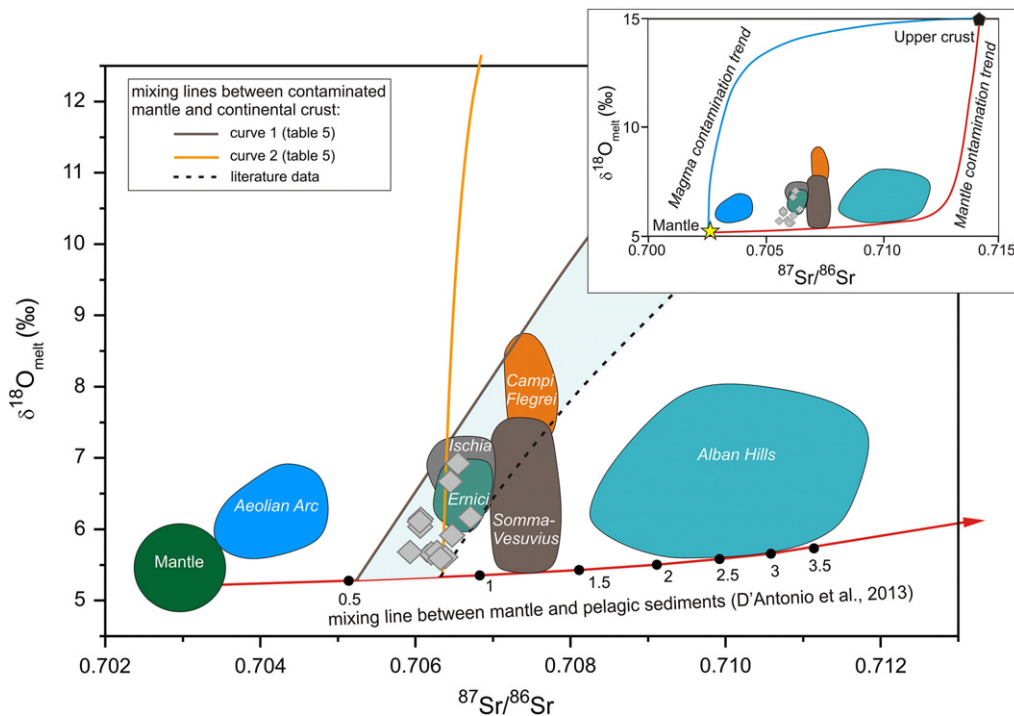 mixing lines between contaminated
mantle and continental crust:
curve 1 (table 5)
curve 2 (table 5)
literature data
12
11
10
9
8
7
6
5
δ18Omelt (‰)
Mantle
Aeolian Arc
Ischia
Ernici
Campi
Flegrei
Somma-
Vesuvius
Alban Hills
0.5
1
1.5
2
2.5
3
3.5
mixing line between mantle and pelagic sediments (D'Antonio et al., 2013)
0.702
0.704
0.706
0.708
0.710
0.712
87Sr/86Sr
15
15
5
δ18Omelt (‰)
Upper crust
Magma contamination trend
Mantle contamination trend
Mantle
0.700
0.705
0.710
0.715
87Sr/86Sr